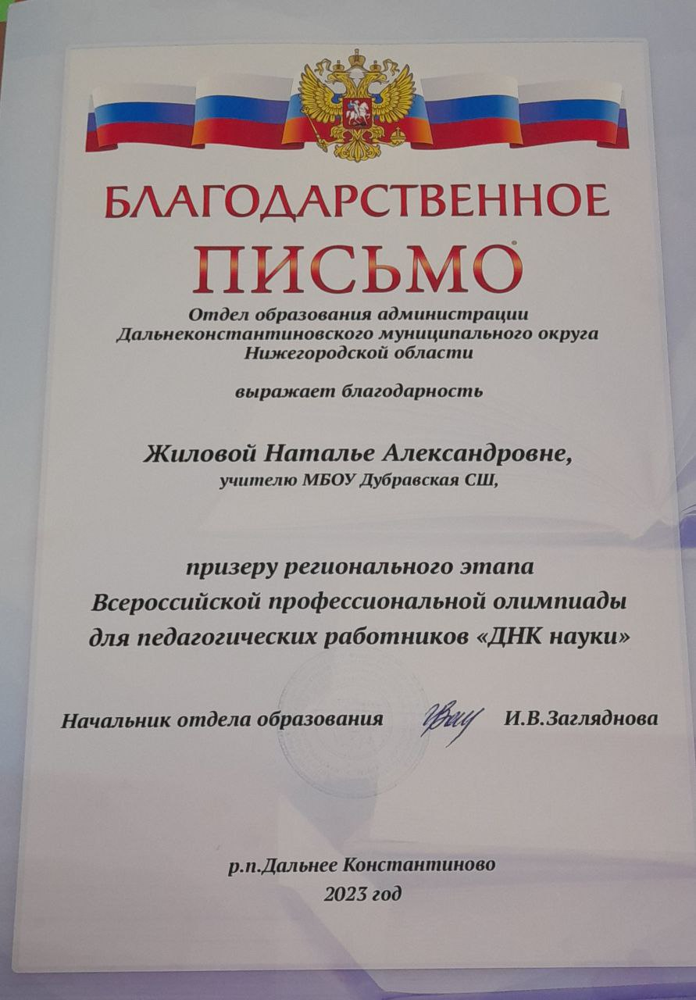 БЛАГОДАРСТВЕННОЕ
ПИСЬМО
Отдел образования администрации
Дальнеконстантиновского муниципального округа
Нижегородской области
выражает благодарность
Жиловой Наталье Александровне,
учителю МБОУ Дубравская СШ,
призеру регионального этапа
Всероссийской профессиональной олимпиады
для педагогических работников «ДНК науки»
Начальник отдела образования И.В.Загляднова
р.п.Дальнее Константиново
2023 год